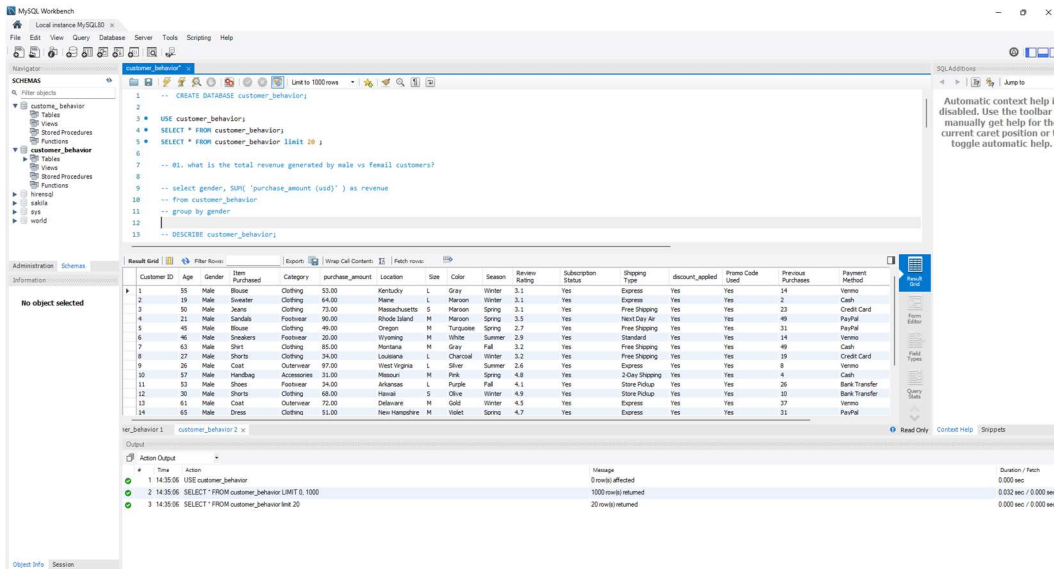 MySQL Workbench
Local instance MySQL80 ×
File Edit View Query Database Server Tools Scripting Help
Navigator
SCHEMAS
Filter objects
custome_ behavior
Tables
Views
Stored Procedures
Functions
customer_behavior
Tables
Views
Stored Procedures
Functions
hirensql
sakila
sys
world
Administration Schemas
Information
No object selected
Object Info Session
customer_behavior* ×
Limit to 1000 rows
1 -- CREATE DATABASE customer_behavior;
2
3 USE customer_behavior;
4 SELECT * FROM customer_behavior;
5 SELECT * FROM customer_behavior limit 20 ;
6
7 -- 01. what is the total revenue generated by male vs femail customers?
8
9 -- select gender, SUM( 'purchase_amount (usd)' ) as revenue
10 -- from customer_behavior
11 -- group by gender
12
13 -- DESCRIBE customer_behavior;
Result Grid Filter Rows: Export: Wrap Cell Content: Fetch rows:
Customer ID Age Gender Item Purchased Category purchase_amount Location Size Color Season Review Rating Subscription Status Shipping Type discount_applied Promo Code Used Previous Purchases Payment Method
1 55 Male Blouse Clothing 53.00 Kentucky L Gray Winter 3.1 Yes Express Yes Yes 14 Venmo
2 19 Male Sweater Clothing 64.00 Maine L Maroon Winter 3.1 Yes Express Yes Yes 2 Cash
3 50 Male Jeans Clothing 73.00 Massachusetts S Maroon Spring 3.1 Yes Free Shipping Yes Yes 23 Credit Card
4 21 Male Sandals Footwear 90.00 Rhode Island M Maroon Spring 3.5 Yes Next Day Air Yes Yes 49 PayPal
5 45 Male Blouse Clothing 49.00 Oregon M Turquoise Spring 2.7 Yes Free Shipping Yes Yes 31 PayPal
6 46 Male Sneakers Footwear 20.00 Wyoming M White Summer 2.9 Yes Standard Yes Yes 14 Venmo
7 63 Male Shirt Clothing 85.00 Montana M Gray Fall 3.2 Yes Free Shipping Yes Yes 49 Cash
8 27 Male Shorts Clothing 34.00 Louisiana L Charcoal Winter 3.2 Yes Free Shipping Yes Yes 19 Credit Card
9 26 Male Coat Outerwear 97.00 West Virginia L Silver Summer 2.6 Yes Express Yes Yes 8 Venmo
10 57 Male Handbag Accessories 31.00 Missouri M Pink Spring 4.8 Yes 2-Day Shipping Yes Yes 4 Cash
11 53 Male Shoes Footwear 34.00 Arkansas L Purple Fall 4.1 Yes Store Pickup Yes Yes 26 Bank Transfer
12 30 Male Shorts Clothing 68.00 Hawaii S Olive Winter 4.9 Yes Store Pickup Yes Yes 10 Bank Transfer
13 61 Male Coat Outerwear 72.00 Delaware M Gold Winter 4.5 Yes Express Yes Yes 37 Venmo
14 65 Male Dress Clothing 51.00 New Hampshire M Violet Spring 4.7 Yes Express Yes Yes 31 PayPal
Result Grid
Form Editor
Field Types
Query Stats
ner_behavior 1 customer_behavior 2 × Read Only
Output
Action Output
# Time Action Message Duration / Fetch
1 14:35:06 USE customer_behavior 0 row(s) affected 0.000 sec
2 14:35:06 SELECT * FROM customer_behavior LIMIT 0, 1000 1000 row(s) returned 0.032 sec / 0.000 sec
3 14:35:06 SELECT * FROM customer_behavior limit 20 20 row(s) returned 0.000 sec / 0.000 sec
SQLAdditions
Jump to
Automatic context help i
disabled. Use the toolbar
manually get help for the
current caret position or t
toggle automatic help.
Context Help Snippets